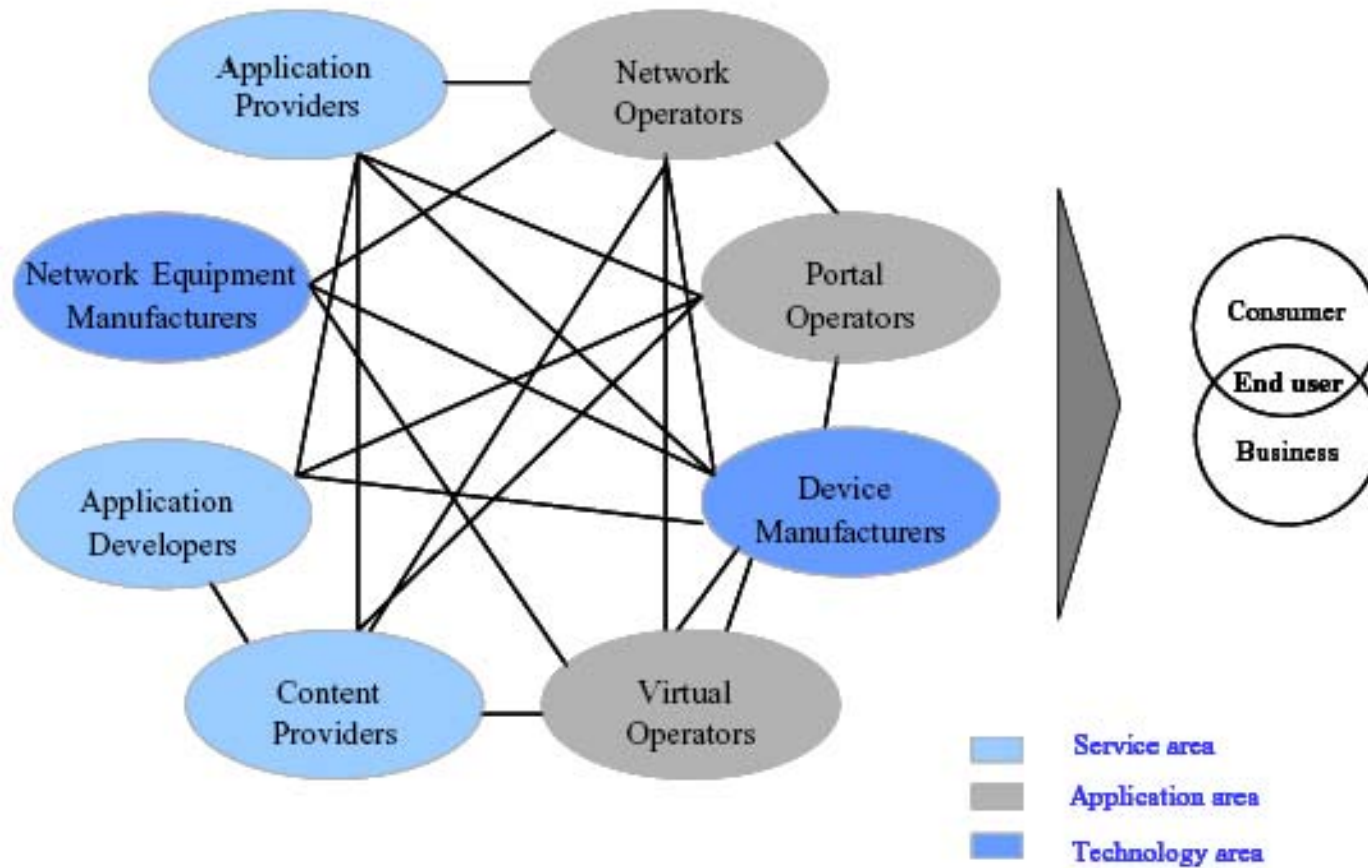 Application
Providers
Network
Operators
Network Equipment
Manufacturers
Portal
Operators
Consumer
End user
Business
Application
Developers
Device
Manufacturers
Content
Providers
Virtual
Operators
Service area
Application area
Technology area